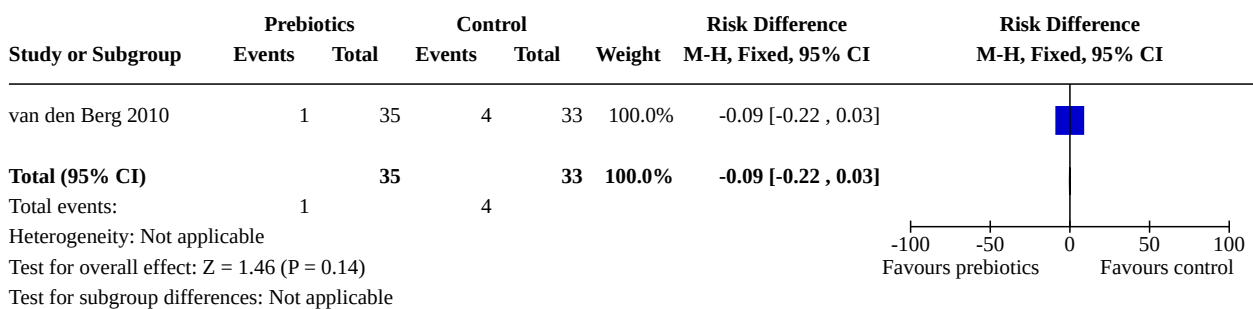 Prebiotics Control Risk Difference Risk Difference
Study or Subgroup Events Total Events Total Weight M-H, Fixed, 95% CI M-H, Fixed, 95% CI
van den Berg 2010 1 35 4 33 100.0% -0.09 [-0.22 , 0.03]
Total (95% CI) 35 33 100.0% -0.09 [-0.22 , 0.03]
Total events: 1 4
Heterogeneity: Not applicable
-100 -50 0 50 100
Test for overall effect: Z = 1.46 (P = 0.14)
Favours prebiotics Favours control
Test for subgroup differences: Not applicable